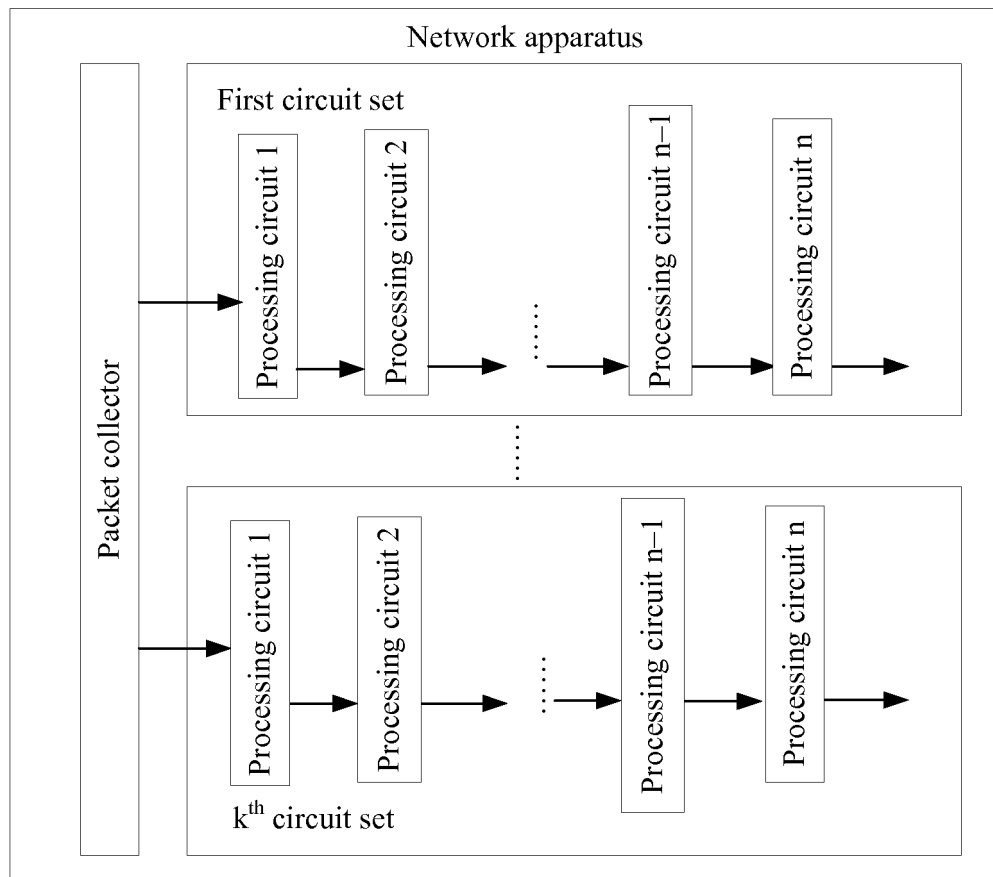 Network apparatus
Packet collector
First circuit set
Processing circuit 1
Processing circuit 2
Processing circuit n–1
Processing circuit n
Processing circuit 1
Processing circuit 2
Processing circuit n–1
Processing circuit n
kth circuit set